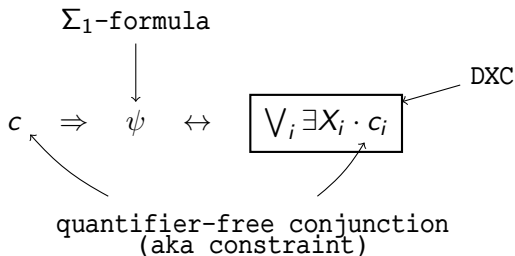 Σ₁-formula
DXC
c ⇒ ψ ↔ ⋁ᵢ ∃Xᵢ · cᵢ
quantifier-free conjunction
(aka constraint)